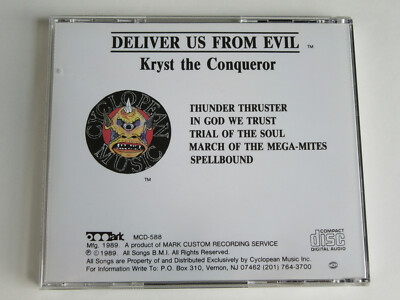 DELIVER US FROM EVIL TM
Kryst the Conqueror
THUNDER THRUSTER
IN GOD WE TRUST
TRIAL OF THE SOUL
MARCH OF THE MEGA-MITES
SPELLBOUND
CYCLOPEAN MUSIC
TM
Mark
MCD-588
Mfg. 1989. A product of MARK CUSTOM RECORDING SERVICE
℗©1989. All Songs B.M.I. All Rights Reserved.
All Songs are Property of and Distributed Exclusively by Cyclopean Music Inc.
For Information Write To: P.O. Box 310, Vernon, NJ 07462 (201) 764-3700
COMPACT
disc
DIGITAL AUDIO